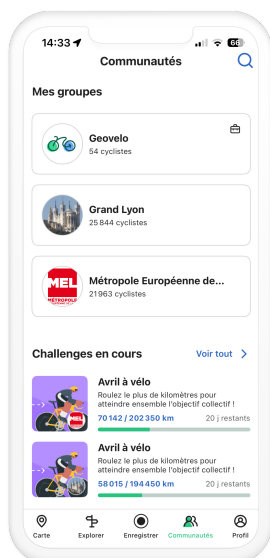 14:33
66
Communautés
Mes groupes
Geovelo
54 cyclistes
Grand Lyon
25 844 cyclistes
MEL
MÉTROPOLE
Métropole Européenne de...
21 963 cyclistes
Challenges en cours
Voir tout
Avril à vélo
Roulez le plus de kilomètres pour
atteindre ensemble l'objectif collectif !
70 142 / 202 350 km
20 j restants
MEL
Avril à vélo
Roulez le plus de kilomètres pour
atteindre ensemble l'objectif collectif !
58 015 / 194 450 km
20 j restants
Carte
Explorer
Enregistrer
Communautés
Profil